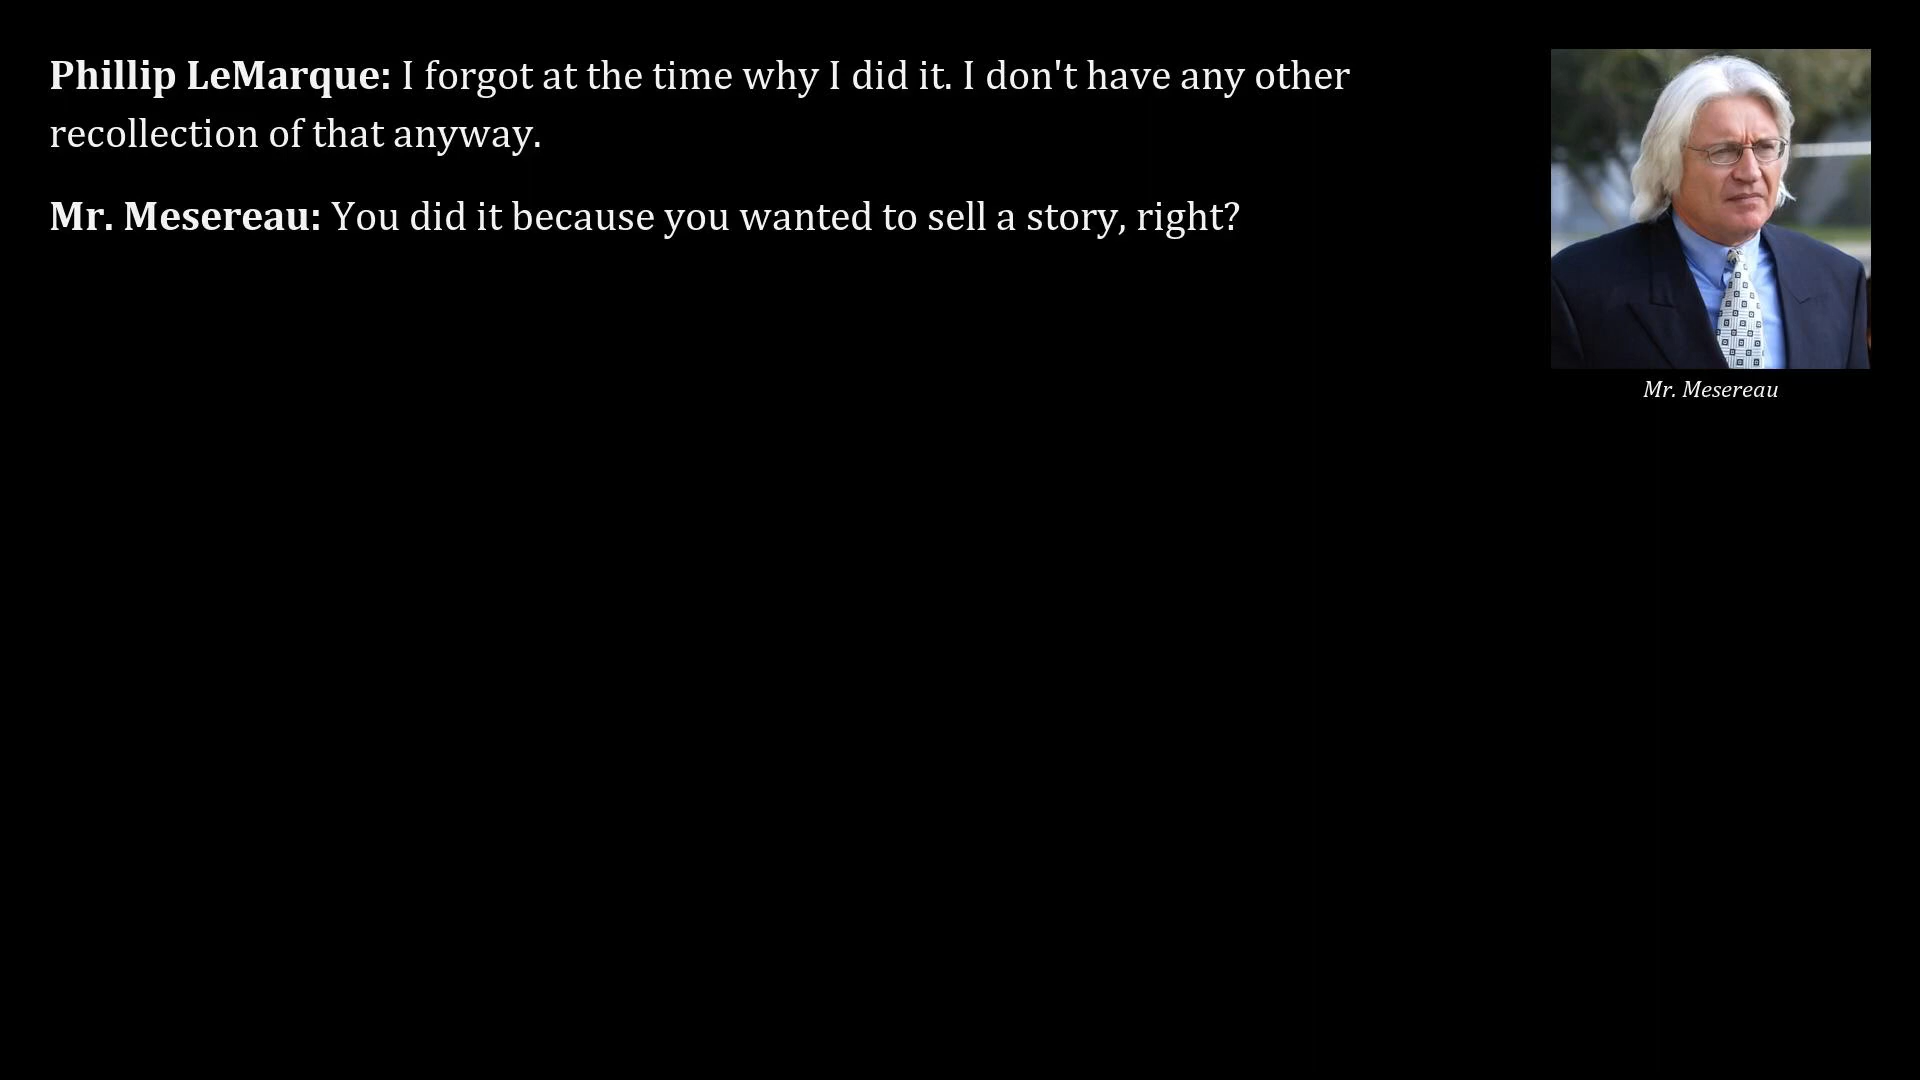 Phillip LeMarque: I forgot at the time why I did it. I don't have any other
recollection of that anyway.
Mr. Mesereau: You did it because you wanted to sell a story, right?
Mr. Mesereau